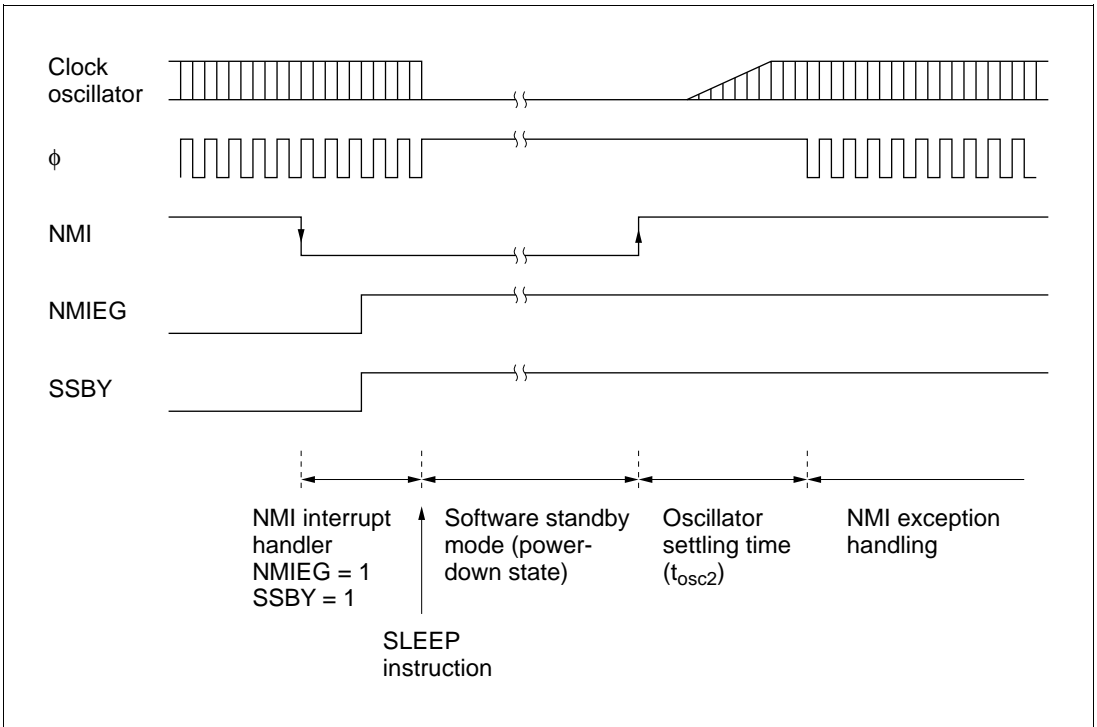 Clock
oscillator
ϕ
NMI
NMIEG
SSBY
NMI interrupt
handler
NMIEG = 1
SSBY = 1
Software standby
mode (power-
down state)
Oscillator
settling time
(tosc2)
NMI exception
handling
SLEEP
instruction